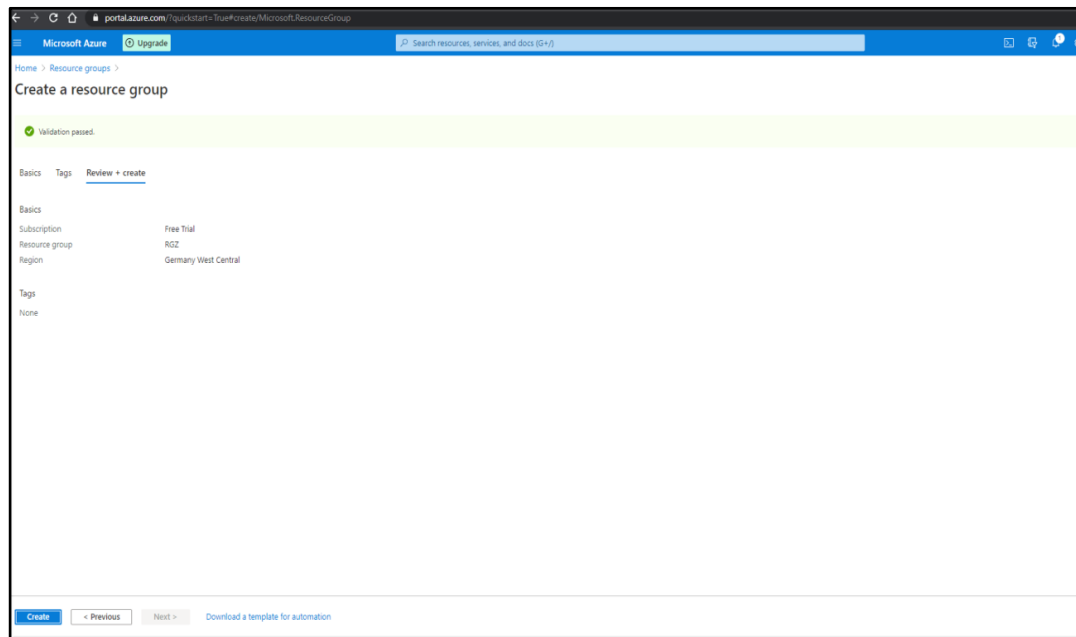 portal.azure.com/?quickstart=True#create/Microsoft.ResourceGroup
Microsoft Azure Upgrade Search resources, services, and docs (G+/)
Home > Resource groups >
Create a resource group
Validation passed.
Basics Tags Review + create
Basics
Subscription Free Trial
Resource group RGZ
Region Germany West Central
Tags
None
Create < Previous Next > Download a template for automation